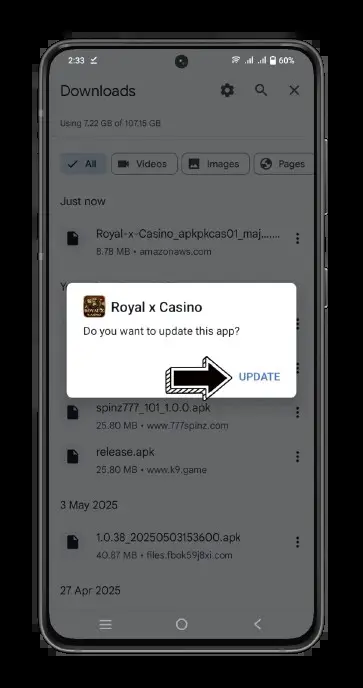 2:33
60%
Downloads
Using 7.22 GB of 107.15 GB
All
Videos
Images
Pages
Just now
Royal-x-Casino_apkpkcas01_maj.......
8.78 MB • amazonaws.com
ROYAL X
CASINO
Royal x Casino
Do you want to update this app?
UPDATE
spinz777_101_1.0.0.apk
25.80 MB • www.777spinz.com
release.apk
25.80 MB • www.k9.game
3 May 2025
1.0.38_20250503153600.apk
40.87 MB • files.fbok59j8xi.com
27 Apr 2025